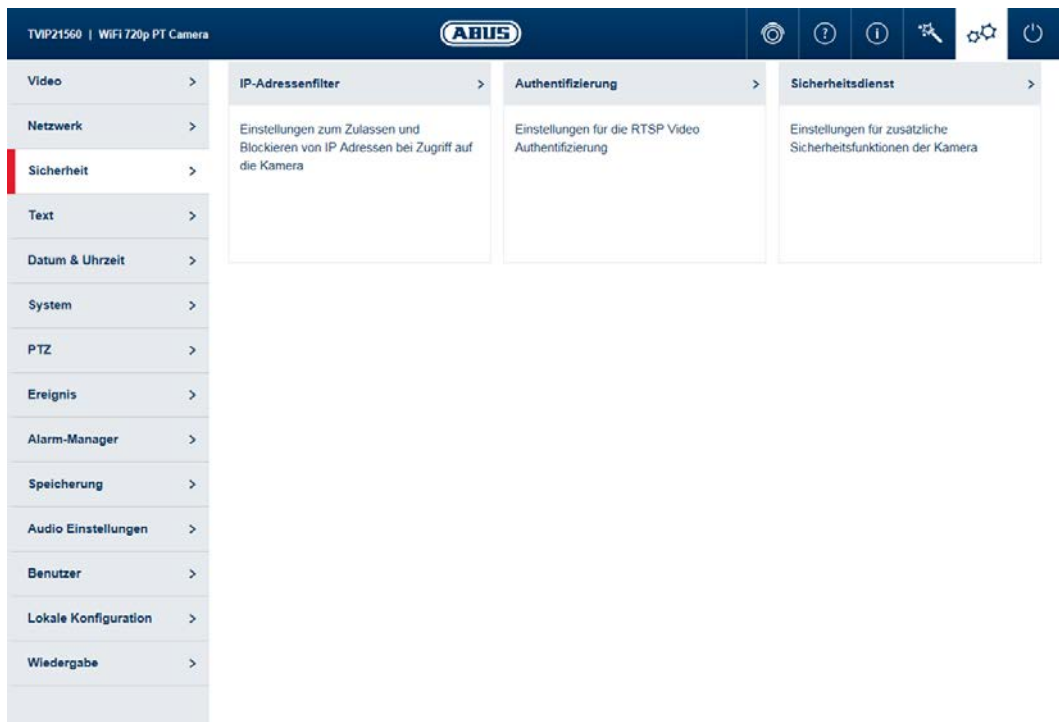 TVIP21560 | WiFi 720p PT Camera
ABUS
Video
Netzwerk
Sicherheit
Text
Datum & Uhrzeit
System
PTZ
Ereignis
Alarm-Manager
Speicherung
Audio Einstellungen
Benutzer
Lokale Konfiguration
Wiedergabe
IP-Adressenfilter
Einstellungen zum Zulassen und
Blockieren von IP Adressen bei Zugriff auf
die Kamera
Authentifizierung
Einstellungen für die RTSP Video
Authentifizierung
Sicherheitsdienst
Einstellungen für zusätzliche
Sicherheitsfunktionen der Kamera